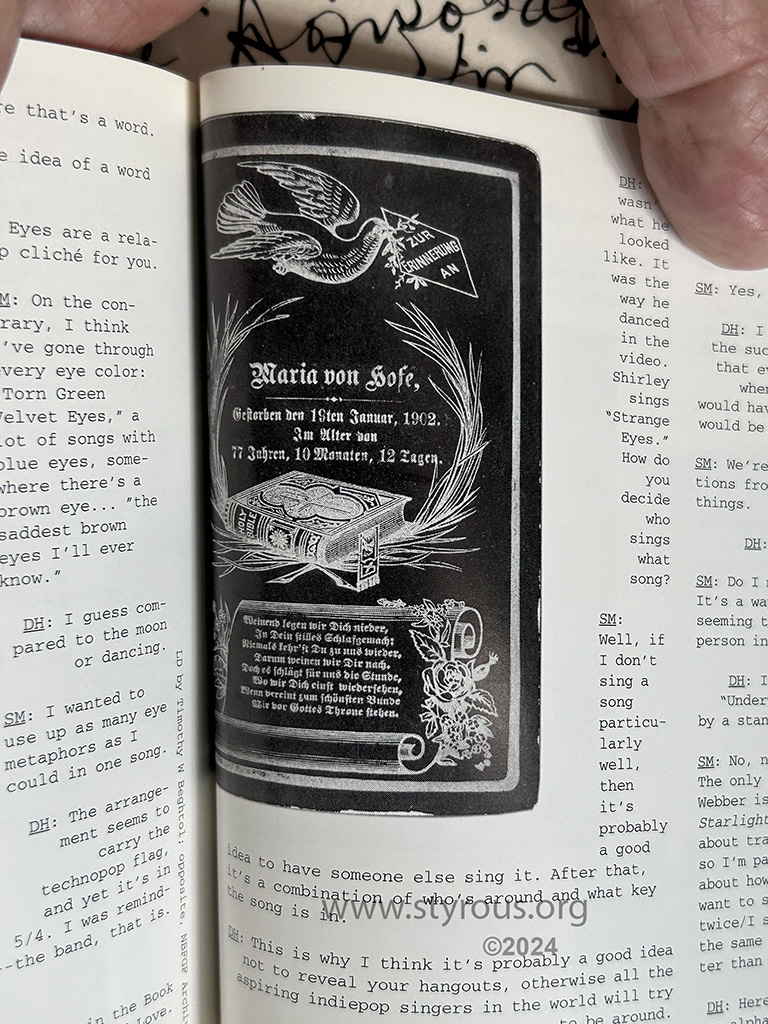 re that's a word.
e idea of a word
Eyes are a rela-
p cliché for you.
M: On the con-
rary, I think
've gone through
every eye color:
"Torn Green
Velvet Eyes," a
lot of songs with
blue eyes, some-
where there's a
brown eye... "the
saddest brown
eyes I'll ever
know."
DH: I guess com-
pared to the moon
or dancing.
SM: I wanted to
use up as many eye
metaphors as I
could in one song.
DH: The arrange-
ment seems to
carry the
technopop flag,
and yet it's in
5/4. I was remind-
--the band, that is.
in the Book
Love.
LD by Timothy W Beghtol; opposite, NBFGP Archi
ZUR
ERINNERUNG
AN
Maria von Hofe,
Gestorben den 19ten Januar, 1902.
Im Alter von
77 Jahren, 10 Monaten, 12 Tagen.
HOLY
BIBLE
Weinend legen wir Dich nieder,
In Dein stilles Schlafgemach:
Niemals kehr'st Du zu uns wieder,
Darum weinen wir Dir nach.
Doch es schlägt für uns die Stunde,
Wo wir Dich einst wiedersehen,
Wenn vereint zum schönsten Bunde
Wir vor Gottes Throne stehen.
DH:
wasn'
what he
looked
like. It
was the
way he
danced
in the
video.
Shirley
sings
"Strange
Eyes."
How do
you
decide
who
sings
what
song?
SM:
Well, if
I don't
sing a
song
particu-
larly
well,
then
it's
probably
a good
idea to have someone else sing it. After that,
it's a combination of who's around and what key
the song is in.
DH: This is why I think it's probably a good idea
not to reveal your hangouts, otherwise all the
aspiring indiepop singers in the world will try
to be around.
SM: Yes,
DH: I
the suc
that ev
when
would hav
would be
SM: We're
tions fro
things.
DH:
SM: Do I
It's a wa
seeming t
person in
DH: I
"Under
by a stan
SM: No, n
The only
Webber is
Starlight
about tra
so I'm pa
about how
want to s
twice/I s
the same
ter than
DH: Here
alpha
www.styrous.org
©2024